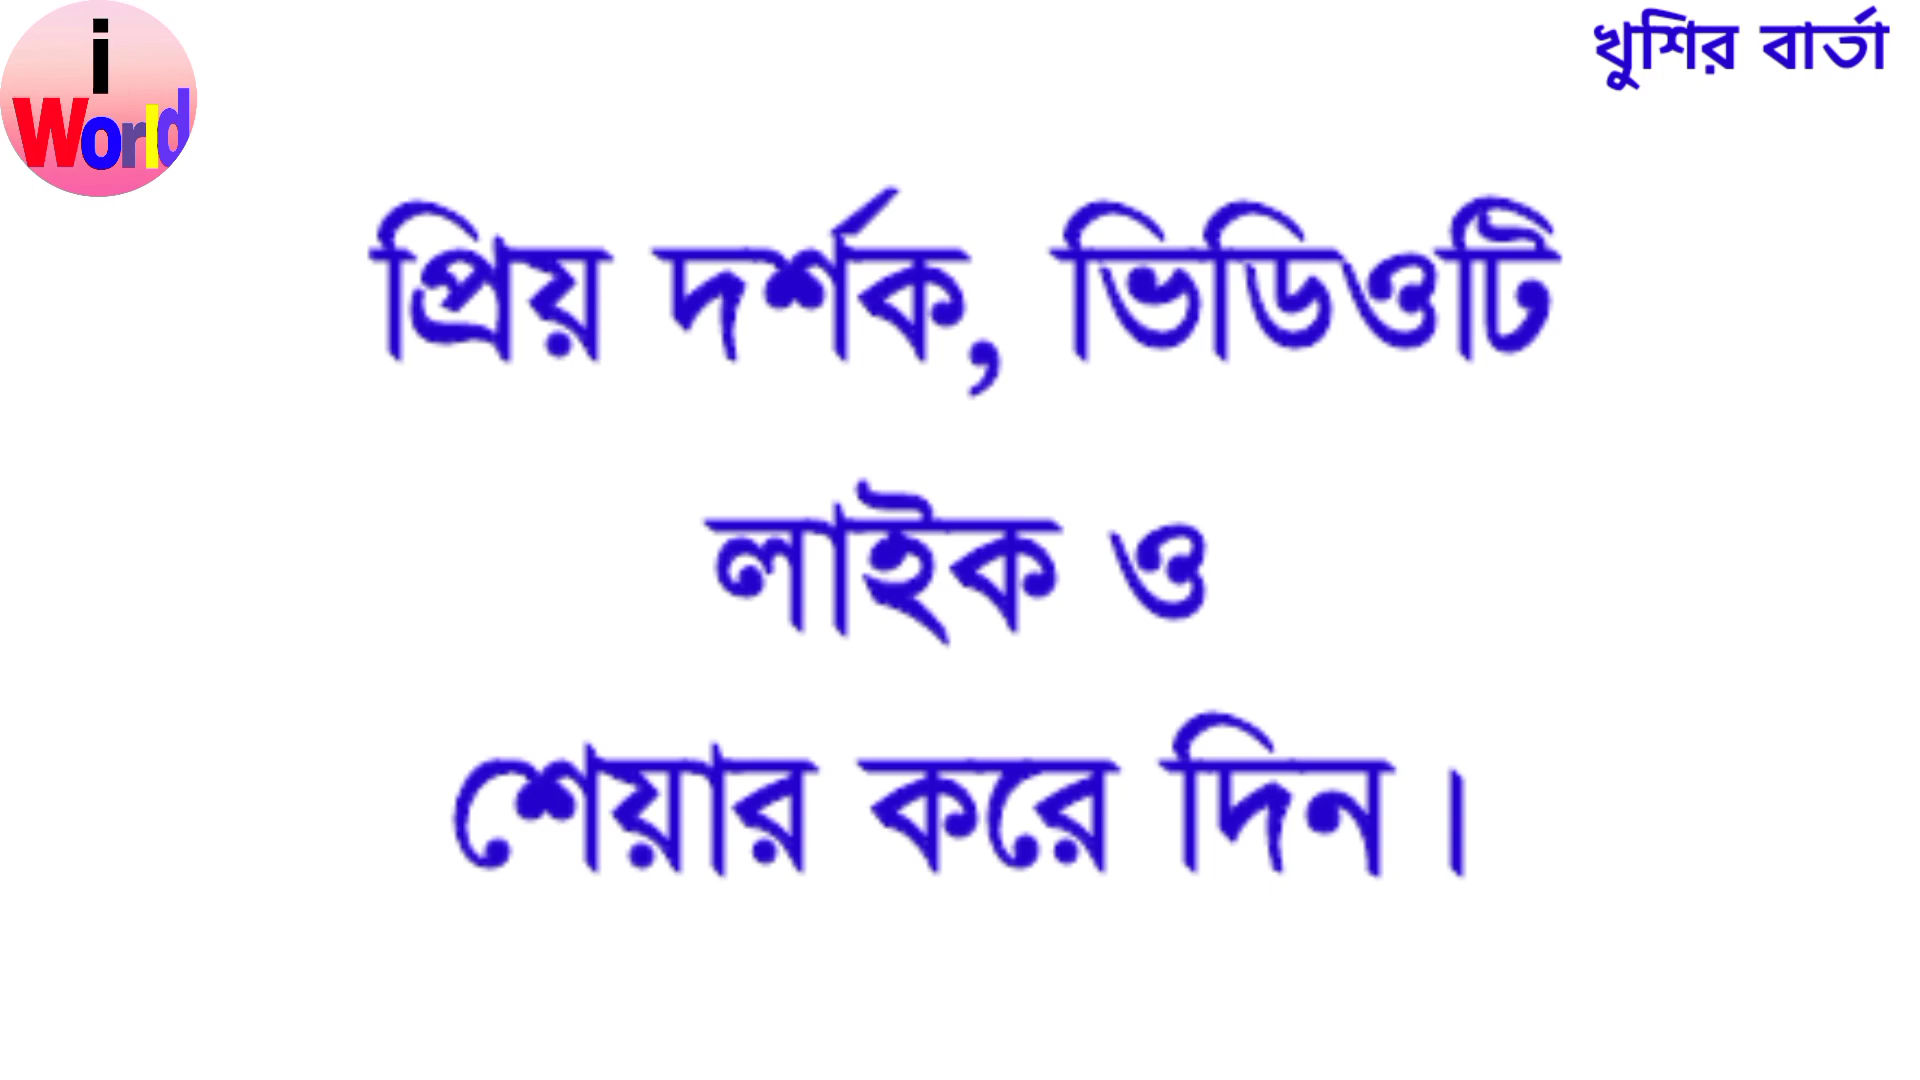 i
World
খুশির বার্তা
প্রিয় দর্শক, ভিডিওটি
লাইক ও
শেয়ার করে দিন।